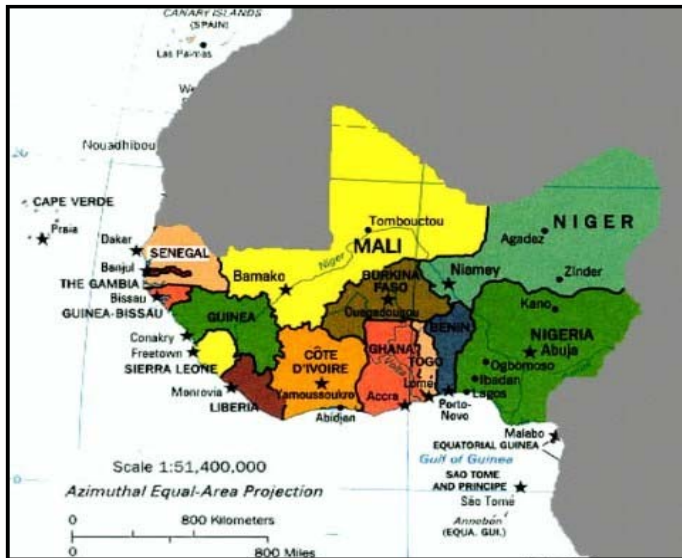 CANARY ISLANDS
(SPAIN)
Las Palmas
Nouadhibou
20
CAPE VERDE
Praia
Dakar
SENEGAL
Banjul
THE GAMBIA
Bissau
GUINEA-BISSAU
Tombouctou
MALI
Niger
Bamako
NIGER
Agadez
Zinder
Niamey
BURKINA
FASO
Ouagadougou
GUINEA
Conakry
Freetown
SIERRA LEONE
Monrovia
LIBERIA
CÔTE
D'IVOIRE
Yamoussoukro
Abidjan
GHANA
Volta
Accra
TOGO
Lomé
BENIN
Porto-
Novo
Kano
NIGERIA
Abuja
Ogbomoso
Ibadan
Lagos
Malabo
EQUATORIAL GUINEA
Gulf of Guinea
SAO TOME
AND PRINCIPE
São Tomé
Annobón
(EQUA. GUI.)
0
Scale 1:51,400,000
Azimuthal Equal-Area Projection
0 800 Kilometers
0 800 Miles